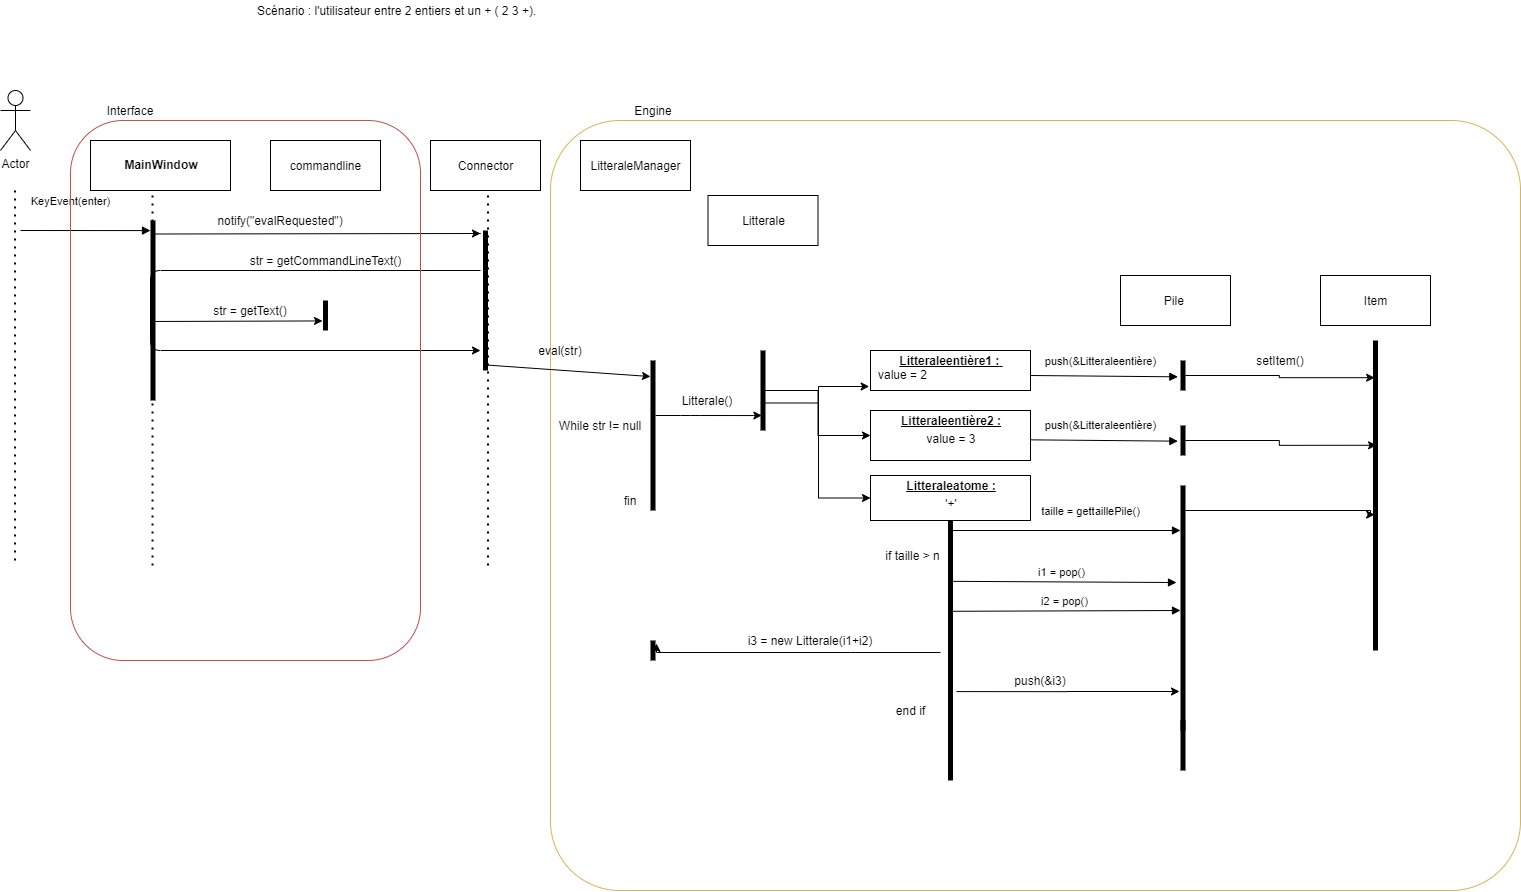 Scénario : l'utilisateur entre 2 entiers et un + ( 2 3 +).
Interface
Engine
Actor
MainWindow
commandline
Connector
LitteraleManager
KeyEvent(enter)
notify("evalRequested")
Litterale
str = getCommandLineText()
Pile
Item
str = getText()
eval(str)
Litteraleentière1 :
value = 2
push(&Litteraleentière)
setItem()
Litterale()
While str != null
Litteraleentière2 :
value = 3
push(&Litteraleentière)
fin
Litteraleatome :
'+'
taille = gettaillePile()
if taille > n
i1 = pop()
i2 = pop()
i3 = new Litterale(i1+i2)
push(&i3)
end if